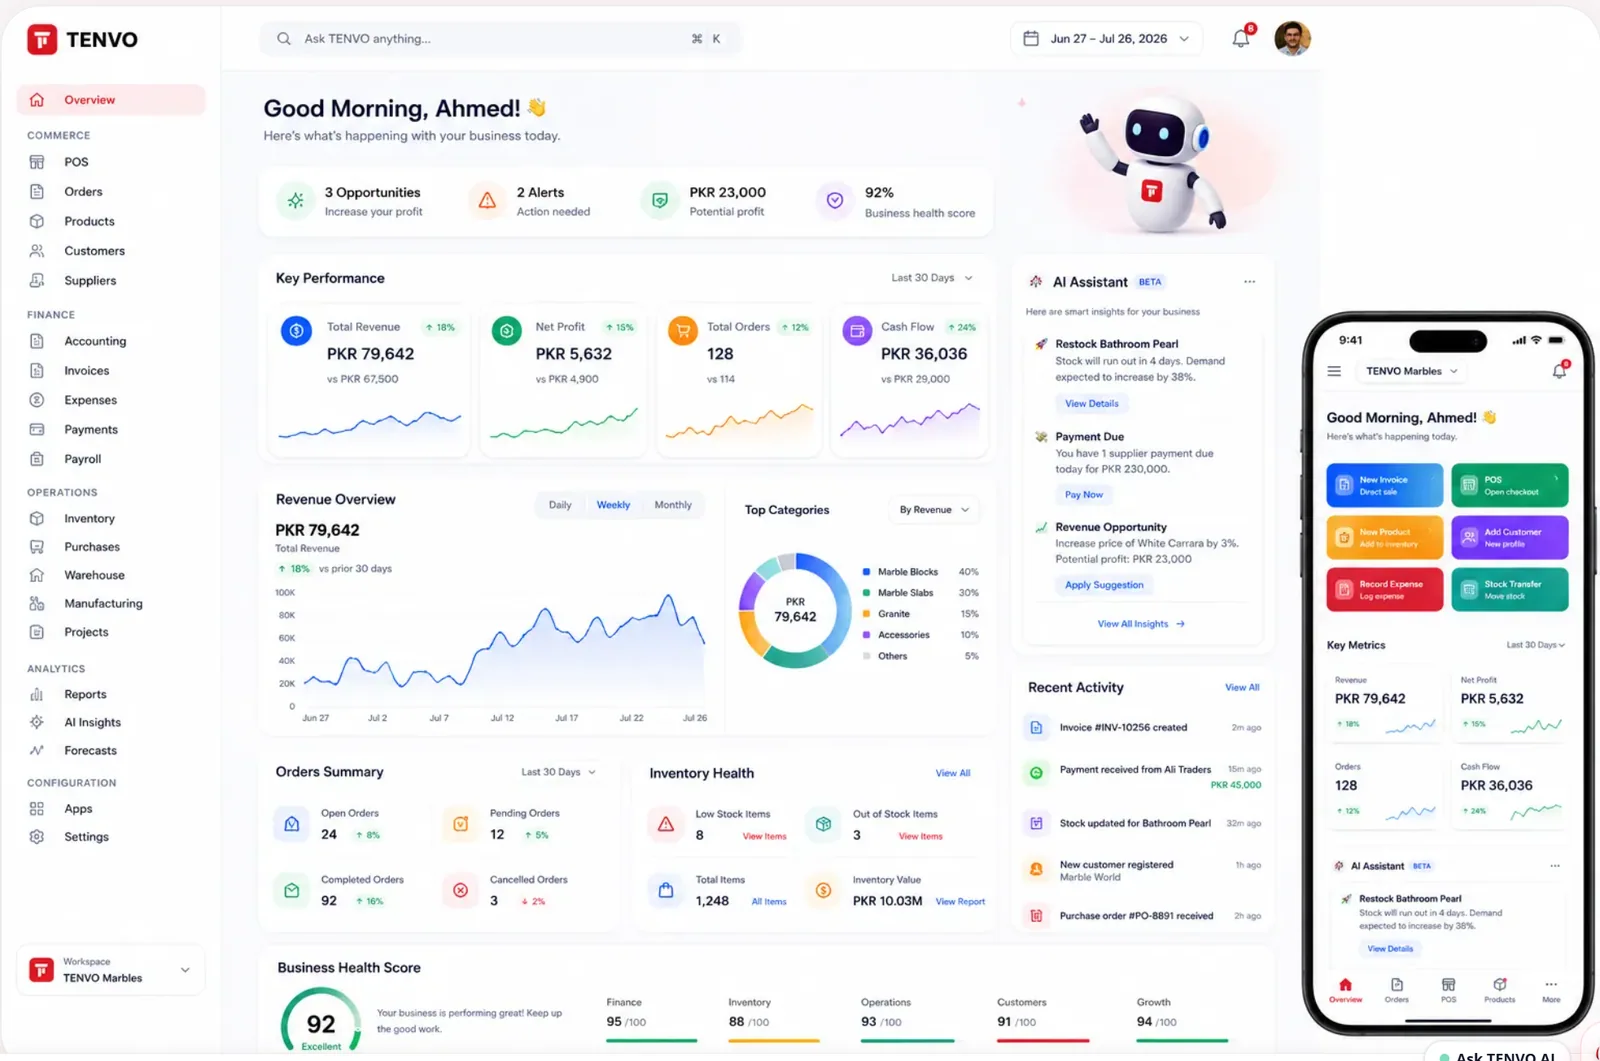 TENVO
Ask TENVO anything...
⌘ K
Jun 27 – Jul 26, 2026
8
Overview
COMMERCE
POS
Orders
Products
Customers
Suppliers
FINANCE
Accounting
Invoices
Expenses
Payments
Payroll
OPERATIONS
Inventory
Purchases
Warehouse
Manufacturing
Projects
ANALYTICS
Reports
AI Insights
Forecasts
CONFIGURATION
Apps
Settings
Workspace
TENVO Marbles
Good Morning, Ahmed! 👋
Here's what's happening with your business today.
3 Opportunities
Increase your profit
2 Alerts
Action needed
PKR 23,000
Potential profit
92%
Business health score
Key Performance
Last 30 Days
Total Revenue
↑ 18%
PKR 79,642
vs PKR 67,500
Net Profit
↑ 15%
PKR 5,632
vs PKR 4,900
Total Orders
↑ 12%
128
vs 114
Cash Flow
↑ 24%
PKR 36,036
vs PKR 29,000
Revenue Overview
Daily
Weekly
Monthly
PKR 79,642
Total Revenue
↑ 18% vs prior 30 days
100K
80K
60K
40K
20K
0
Jun 27
Jul 2
Jul 7
Jul 12
Jul 17
Jul 22
Jul 26
Top Categories
By Revenue
PKR
79,642
Marble Blocks 40%
Marble Slabs 30%
Granite 15%
Accessories 10%
Others 5%
Orders Summary
Last 30 Days
Open Orders
24 ↑ 8%
Pending Orders
12 ↑ 5%
Completed Orders
92 ↑ 16%
Cancelled Orders
3 ↓ 2%
Inventory Health
View All
Low Stock Items
8 View Items
Out of Stock Items
3 View Items
Total Items
1,248 All Items
Inventory Value
PKR 10.03M View Report
Business Health Score
92
Excellent
Your business is performing great! Keep up
the good work.
Finance
95 /100
Inventory
88 /100
Operations
93 /100
Customers
91 /100
Growth
94 /100
AI Assistant BETA
Here are smart insights for your business
Restock Bathroom Pearl
Stock will run out in 4 days. Demand
expected to increase by 38%.
View Details
Payment Due
You have 1 supplier payment due
today for PKR 230,000.
Pay Now
Revenue Opportunity
Increase price of White Carrara by 3%.
Potential profit: PKR 23,000
Apply Suggestion
View All Insights →
Recent Activity
View All
Invoice #INV-10256 created 2m ago
Payment received from Ali Traders 15m ago
PKR 45,000
Stock updated for Bathroom Pearl 32m ago
New customer registered 1h ago
Marble World
Purchase order #PO-8891 received 2h ago
9:41
TENVO Marbles
Good Morning, Ahmed! 👋
Here's what's happening today.
New Invoice
Direct sale
POS
Open checkout
New Product
Add to inventory
Add Customer
New profile
Record Expense
Log expense
Stock Transfer
Move stock
Key Metrics
Last 30 Days
Revenue
PKR 79,642
↑ 18%
Net Profit
PKR 5,632
↑ 15%
Orders
128
↑ 12%
Cash Flow
PKR 36,036
↑ 24%
AI Assistant BETA
Restock Bathroom Pearl
Stock will run out in 4 days. Demand
expected to increase by 38%.
View Details
Overview
Orders
POS
Products
More
Ask TENVO AI